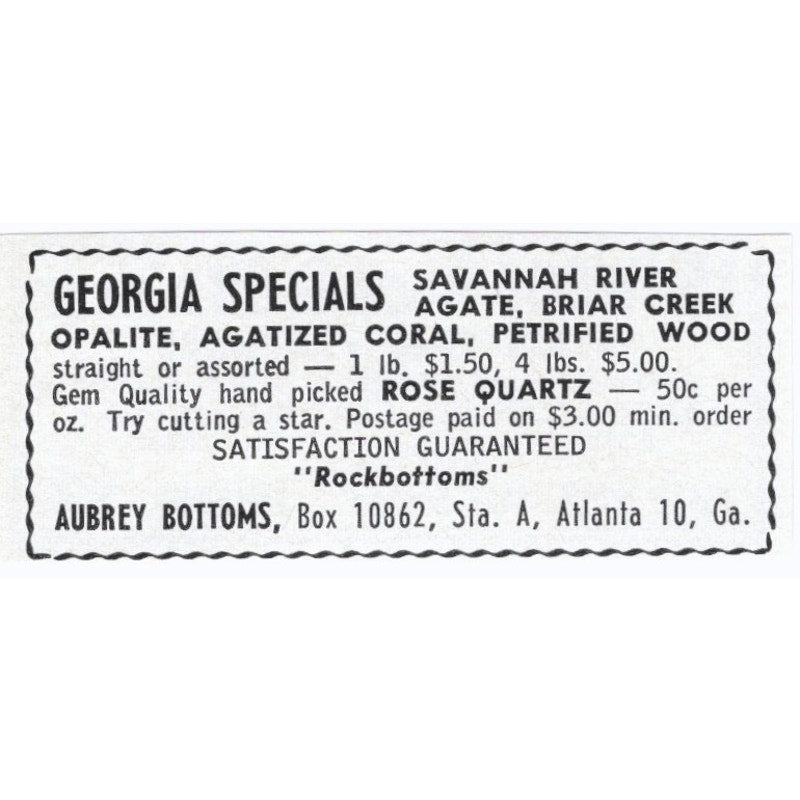 GEORGIA SPECIALS SAVANNAH RIVER
AGATE, BRIAR CREEK
OPALITE, AGATIZED CORAL, PETRIFIED WOOD
straight or assorted — 1 lb. $1.50, 4 lbs. $5.00.
Gem Quality hand picked ROSE QUARTZ — 50c per
oz. Try cutting a star. Postage paid on $3.00 min. order
SATISFACTION GUARANTEED
"Rockbottoms"
AUBREY BOTTOMS, Box 10862, Sta. A, Atlanta 10, Ga.